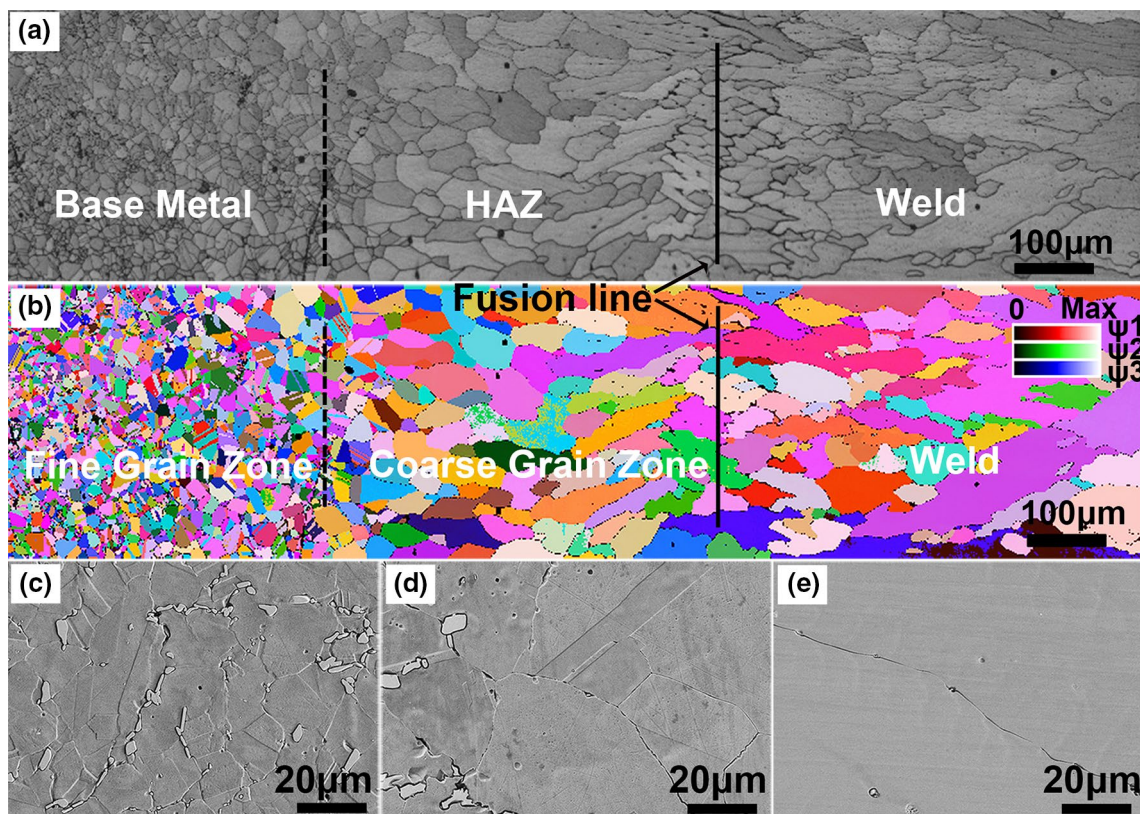 (a)
Base Metal
HAZ
Weld
100μm
Fusion line
(b)
0 Max
Ψ1
Ψ2
Ψ3
Fine Grain Zone
Coarse Grain Zone
Weld
100μm
(c)
20μm
(d)
20μm
(e)
20μm